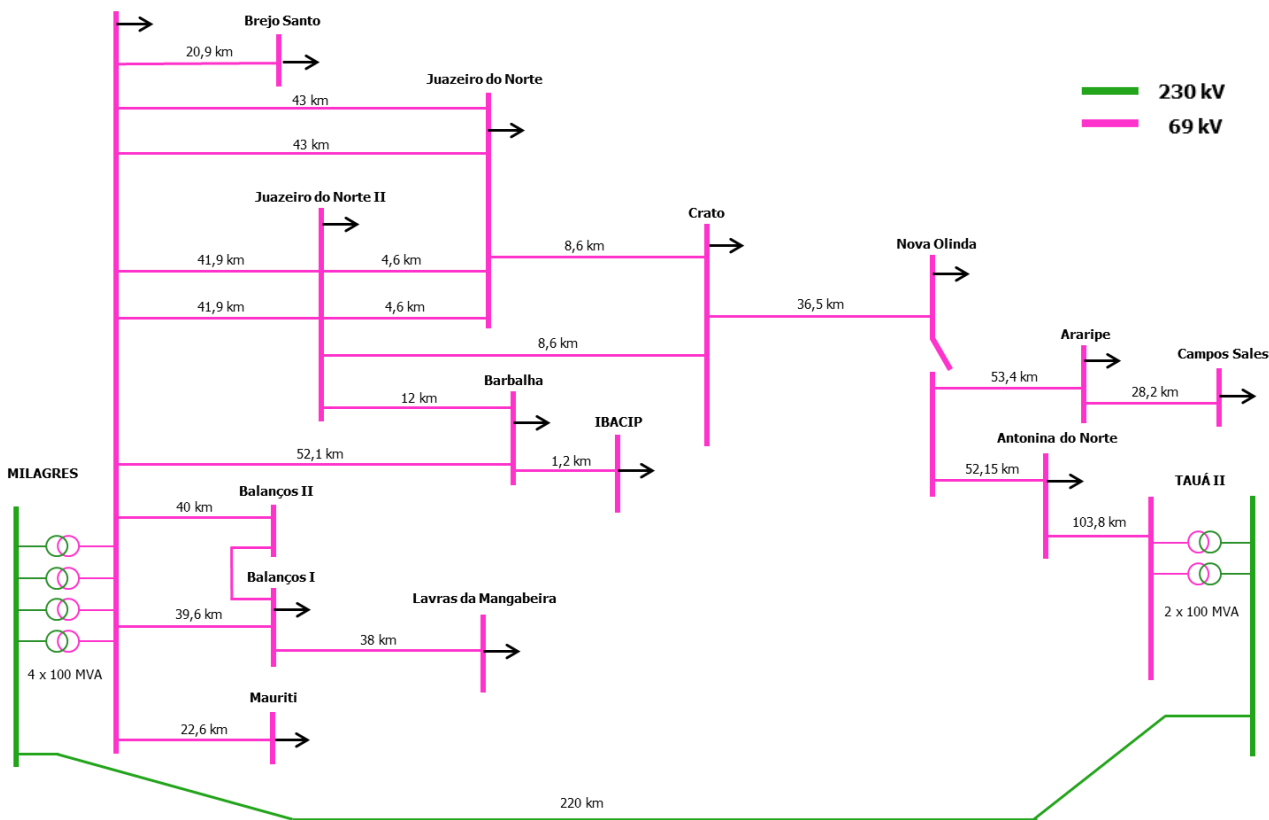 Brejo Santo
20,9 km
Juazeiro do Norte
230 kV
43 km
69 kV
43 km
Juazeiro do Norte II
Crato
Nova Olinda
8,6 km
41,9 km
4,6 km
41,9 km
4,6 km
36,5 km
Araripe
8,6 km
Campos Sales
Barbalha
53,4 km
12 km
28,2 km
IBACIP
Antonina do Norte
52,1 km
1,2 km
52,15 km
MILAGRES
TAUÁ II
Balanços II
40 km
103,8 km
Balanços I
Lavras da Mangabeira
39,6 km
2 x 100 MVA
38 km
4 x 100 MVA
Mauriti
22,6 km
220 km